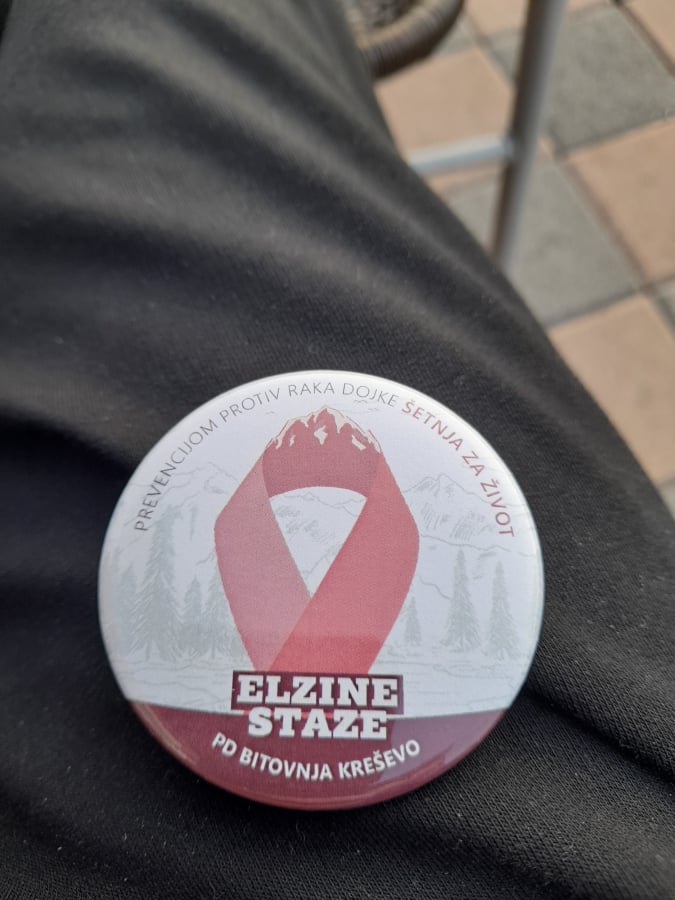 PREVENCIJOM PROTIV RAKA DOJKE ŠETNJA ZA ŽIVOT
ELZINE
STAZE
PD BITOVNJA KREŠEVO